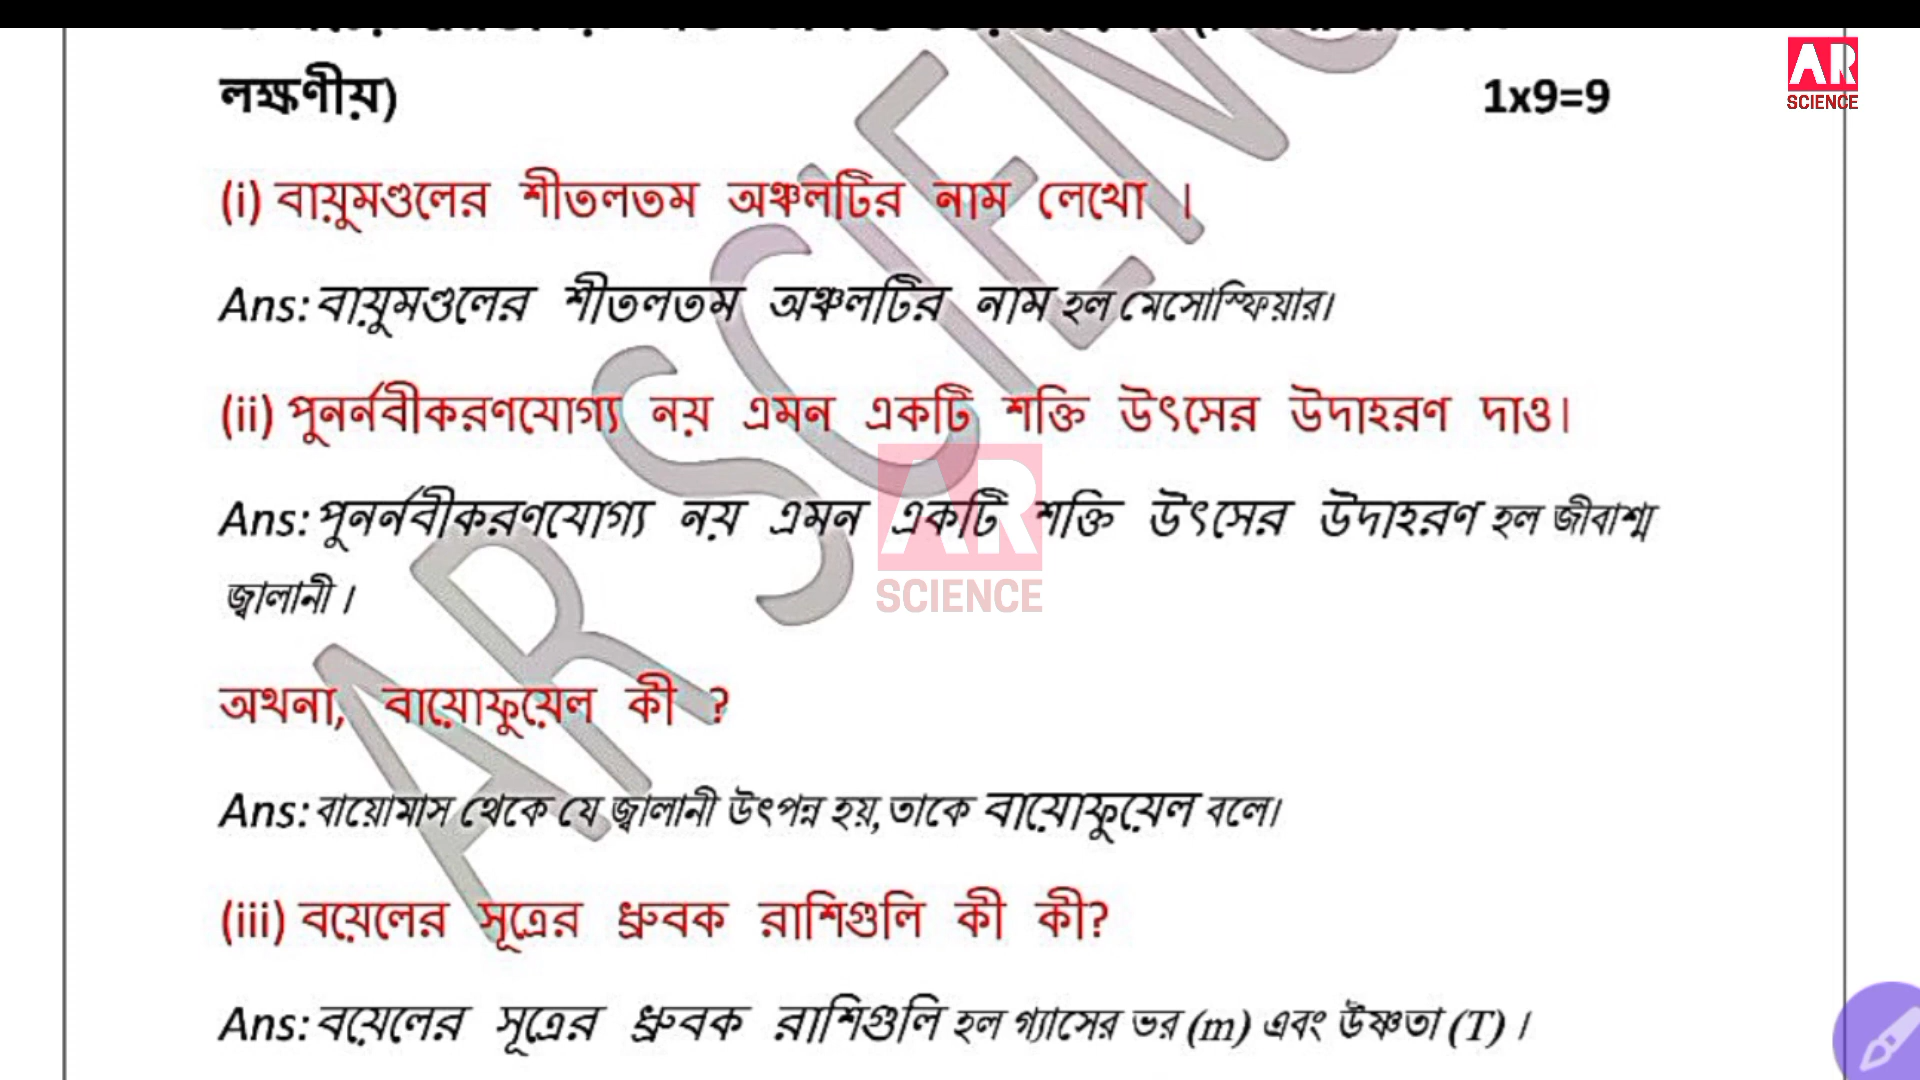 লক্ষণীয়) 1x9=9
AR
SCIENCE
(i) বায়ুমণ্ডলের শীতলতম অঞ্চলটির নাম লেখো ।
Ans: বায়ুমণ্ডলের শীতলতম অঞ্চলটির নাম হল মেসোস্ফিয়ার।
(ii) পুনর্নবীকরণযোগ্য নয় এমন একটি শক্তি উৎসের উদাহরণ দাও।
Ans: পুনর্নবীকরণযোগ্য নয় এমন একটি শক্তি উৎসের উদাহরণ হল জীবাশ্ম
জ্বালানী ।
AR
SCIENCE
অথনা, বায়োফুয়েল কী ?
Ans: বায়োমাস থেকে যে জ্বালানী উৎপন্ন হয়, তাকে বায়োফুয়েল বলে।
(iii) বয়েলের সূত্রের ধ্রুবক রাশিগুলি কী কী?
Ans: বয়েলের সূত্রের ধ্রুবক রাশিগুলি হল গ্যাসের ভর (m) এবং উষ্ণতা (T) ।
AR SCIENC